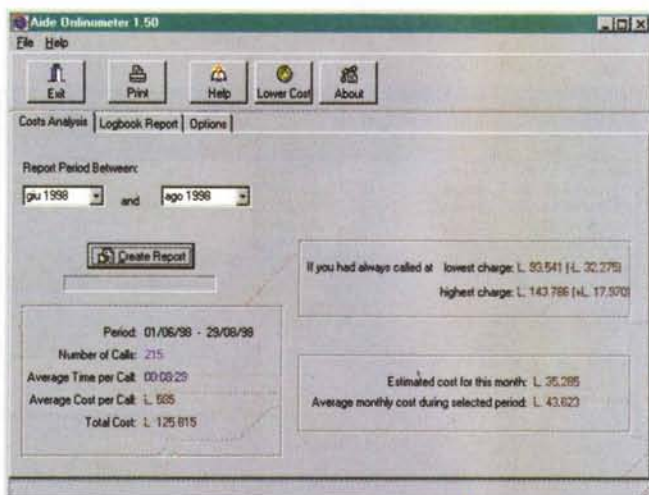 Aide Onlinumeter 1.50
File Help
Exit Print Help Lower Cost About
Costs Analysis Logbook Report Options
Report Period Between:
giu 1998 and ago 1998
Create Report
If you had always called at lowest charge: L. 93.541 (-L. 32.275)
highest charge: L. 143.786 (+L. 17.970)
Period: 01/06/98 - 29/08/98
Number of Calls: 215
Average Time per Call: 00:08:29
Average Cost per Call: L. 585
Total Cost: L. 125.815
Estimated cost for this month: L. 35.285
Average monthly cost during selected period: L. 43.623